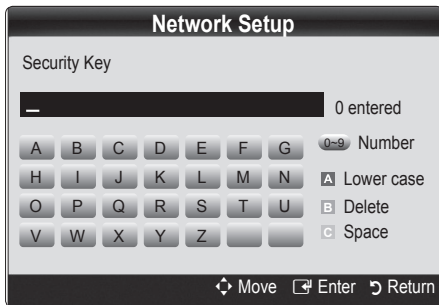 Network Setup
Security Key
_ 0 entered
A B C D E F G 0~9 Number
H I J K L M N A Lower case
O P Q R S T U B Delete
V W X Y Z C Space
Move Enter Return